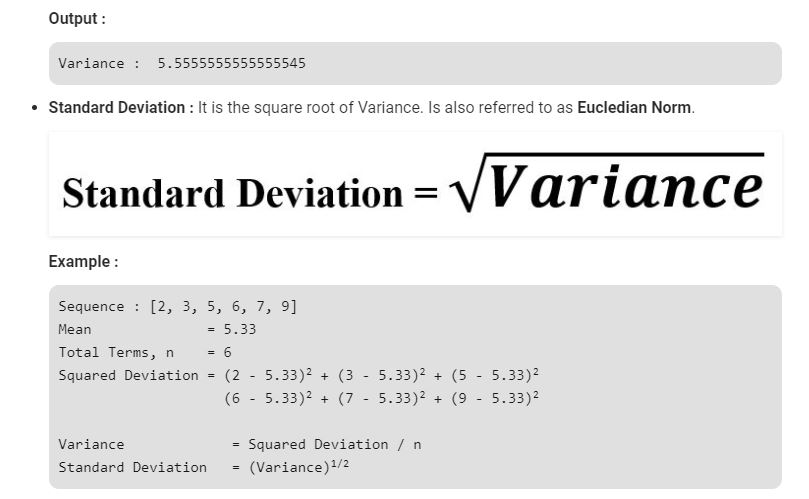 Output :
Variance :  5.5555555555555545
• Standard Deviation : It is the square root of Variance. Is also referred to as Eucledian Norm.
Standard Deviation = √Variance
Example :
Sequence : [2, 3, 5, 6, 7, 9]
Mean              = 5.33
Total Terms, n    = 6
Squared Deviation = (2 - 5.33)² + (3 - 5.33)² + (5 - 5.33)²
(6 - 5.33)² + (7 - 5.33)² + (9 - 5.33)²
Variance             = Squared Deviation / n
Standard Deviation   = (Variance)¹/²